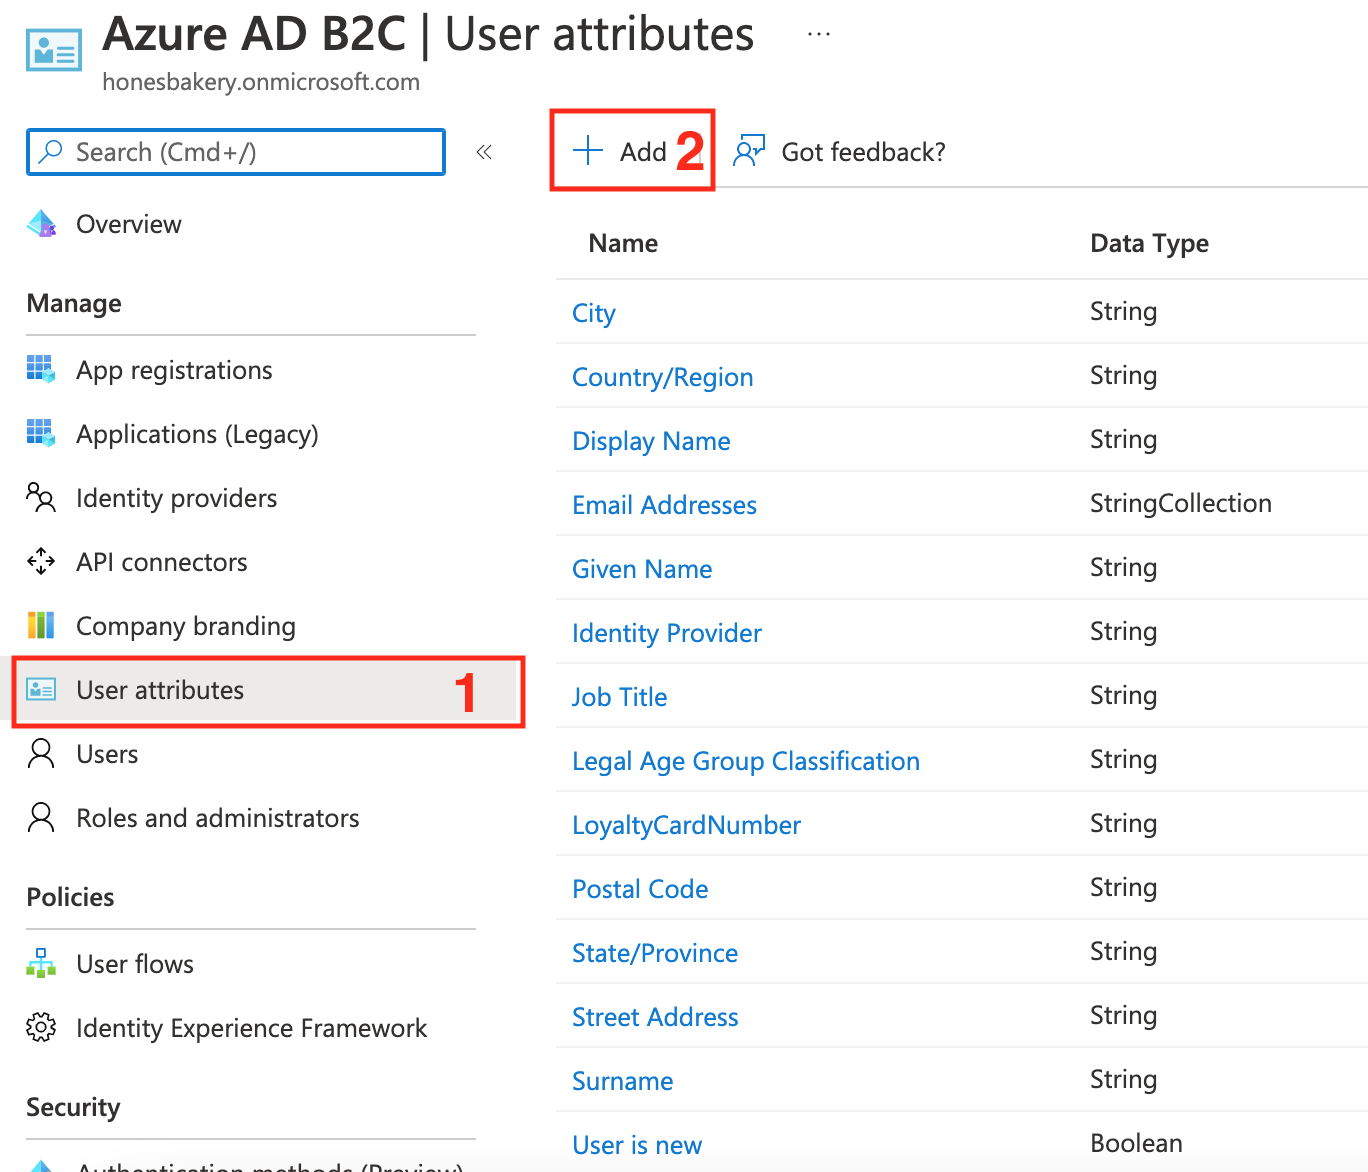 Azure AD B2C | User attributes ...
honesbakery.onmicrosoft.com
Search (Cmd+/)
«
Overview
Manage
App registrations
Applications (Legacy)
Identity providers
API connectors
Company branding
User attributes 1
Users
Roles and administrators
Policies
User flows
Identity Experience Framework
Security
Authentication methods (Preview)
+ Add 2 Got feedback?
Name Data Type
City String
Country/Region String
Display Name String
Email Addresses StringCollection
Given Name String
Identity Provider String
Job Title String
Legal Age Group Classification String
LoyaltyCardNumber String
Postal Code String
State/Province String
Street Address String
Surname String
User is new Boolean